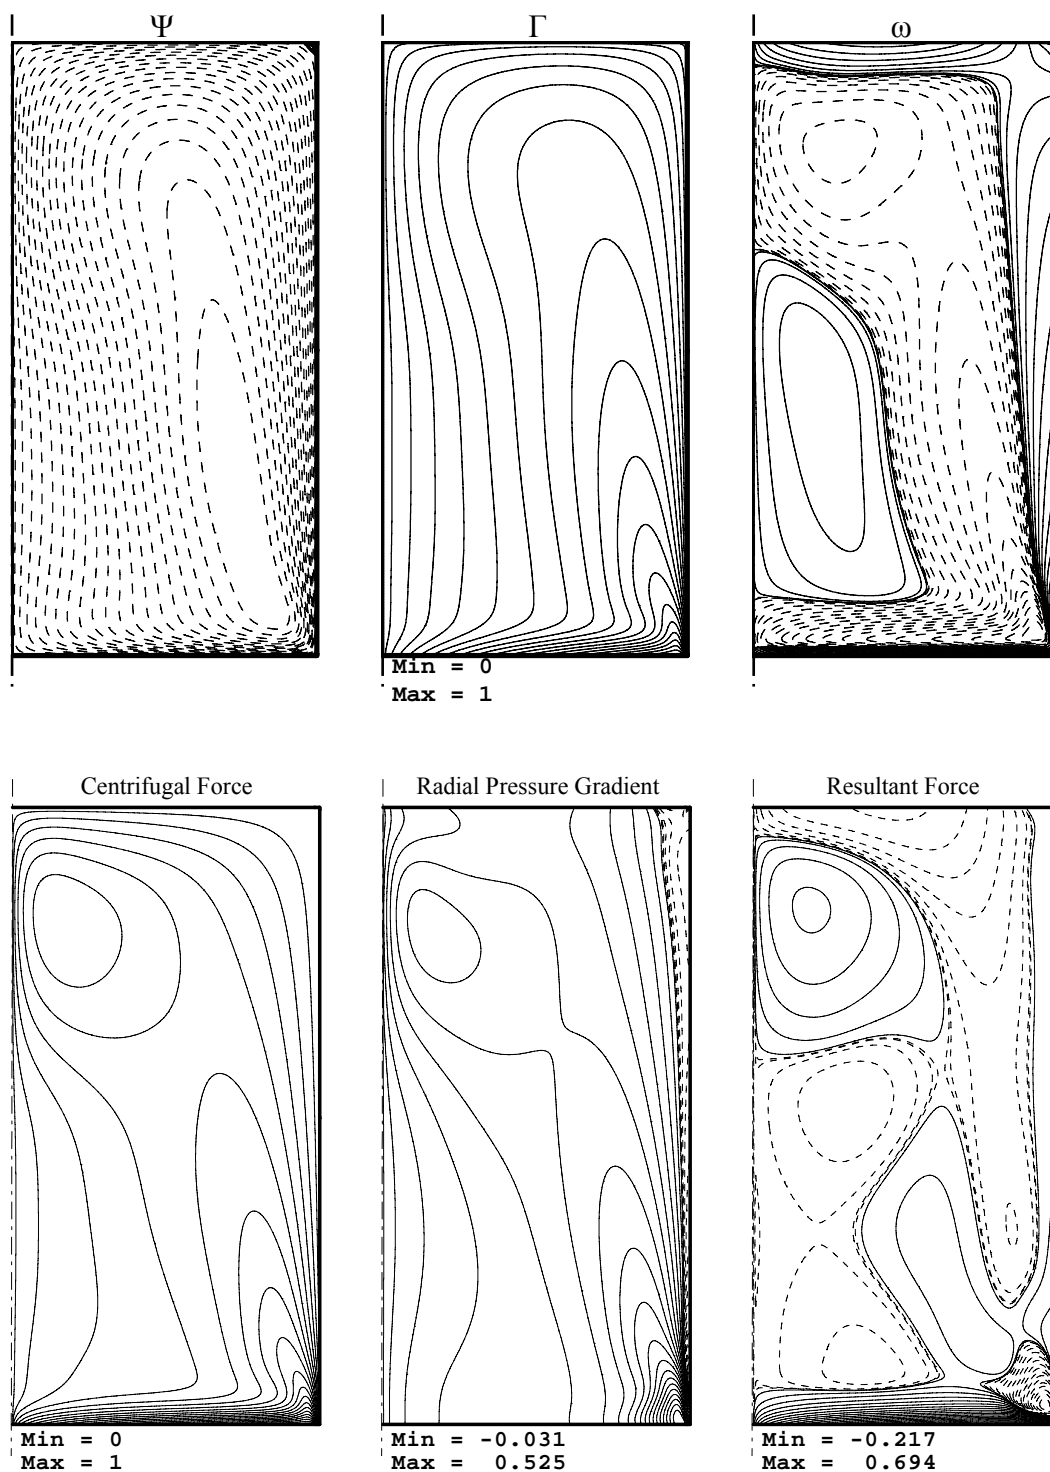 Ψ Γ ω
Min = 0
Max = 1
Centrifugal Force Radial Pressure Gradient Resultant Force
Min = 0 Min = -0.031 Min = -0.217
Max = 1 Max = 0.525 Max = 0.694